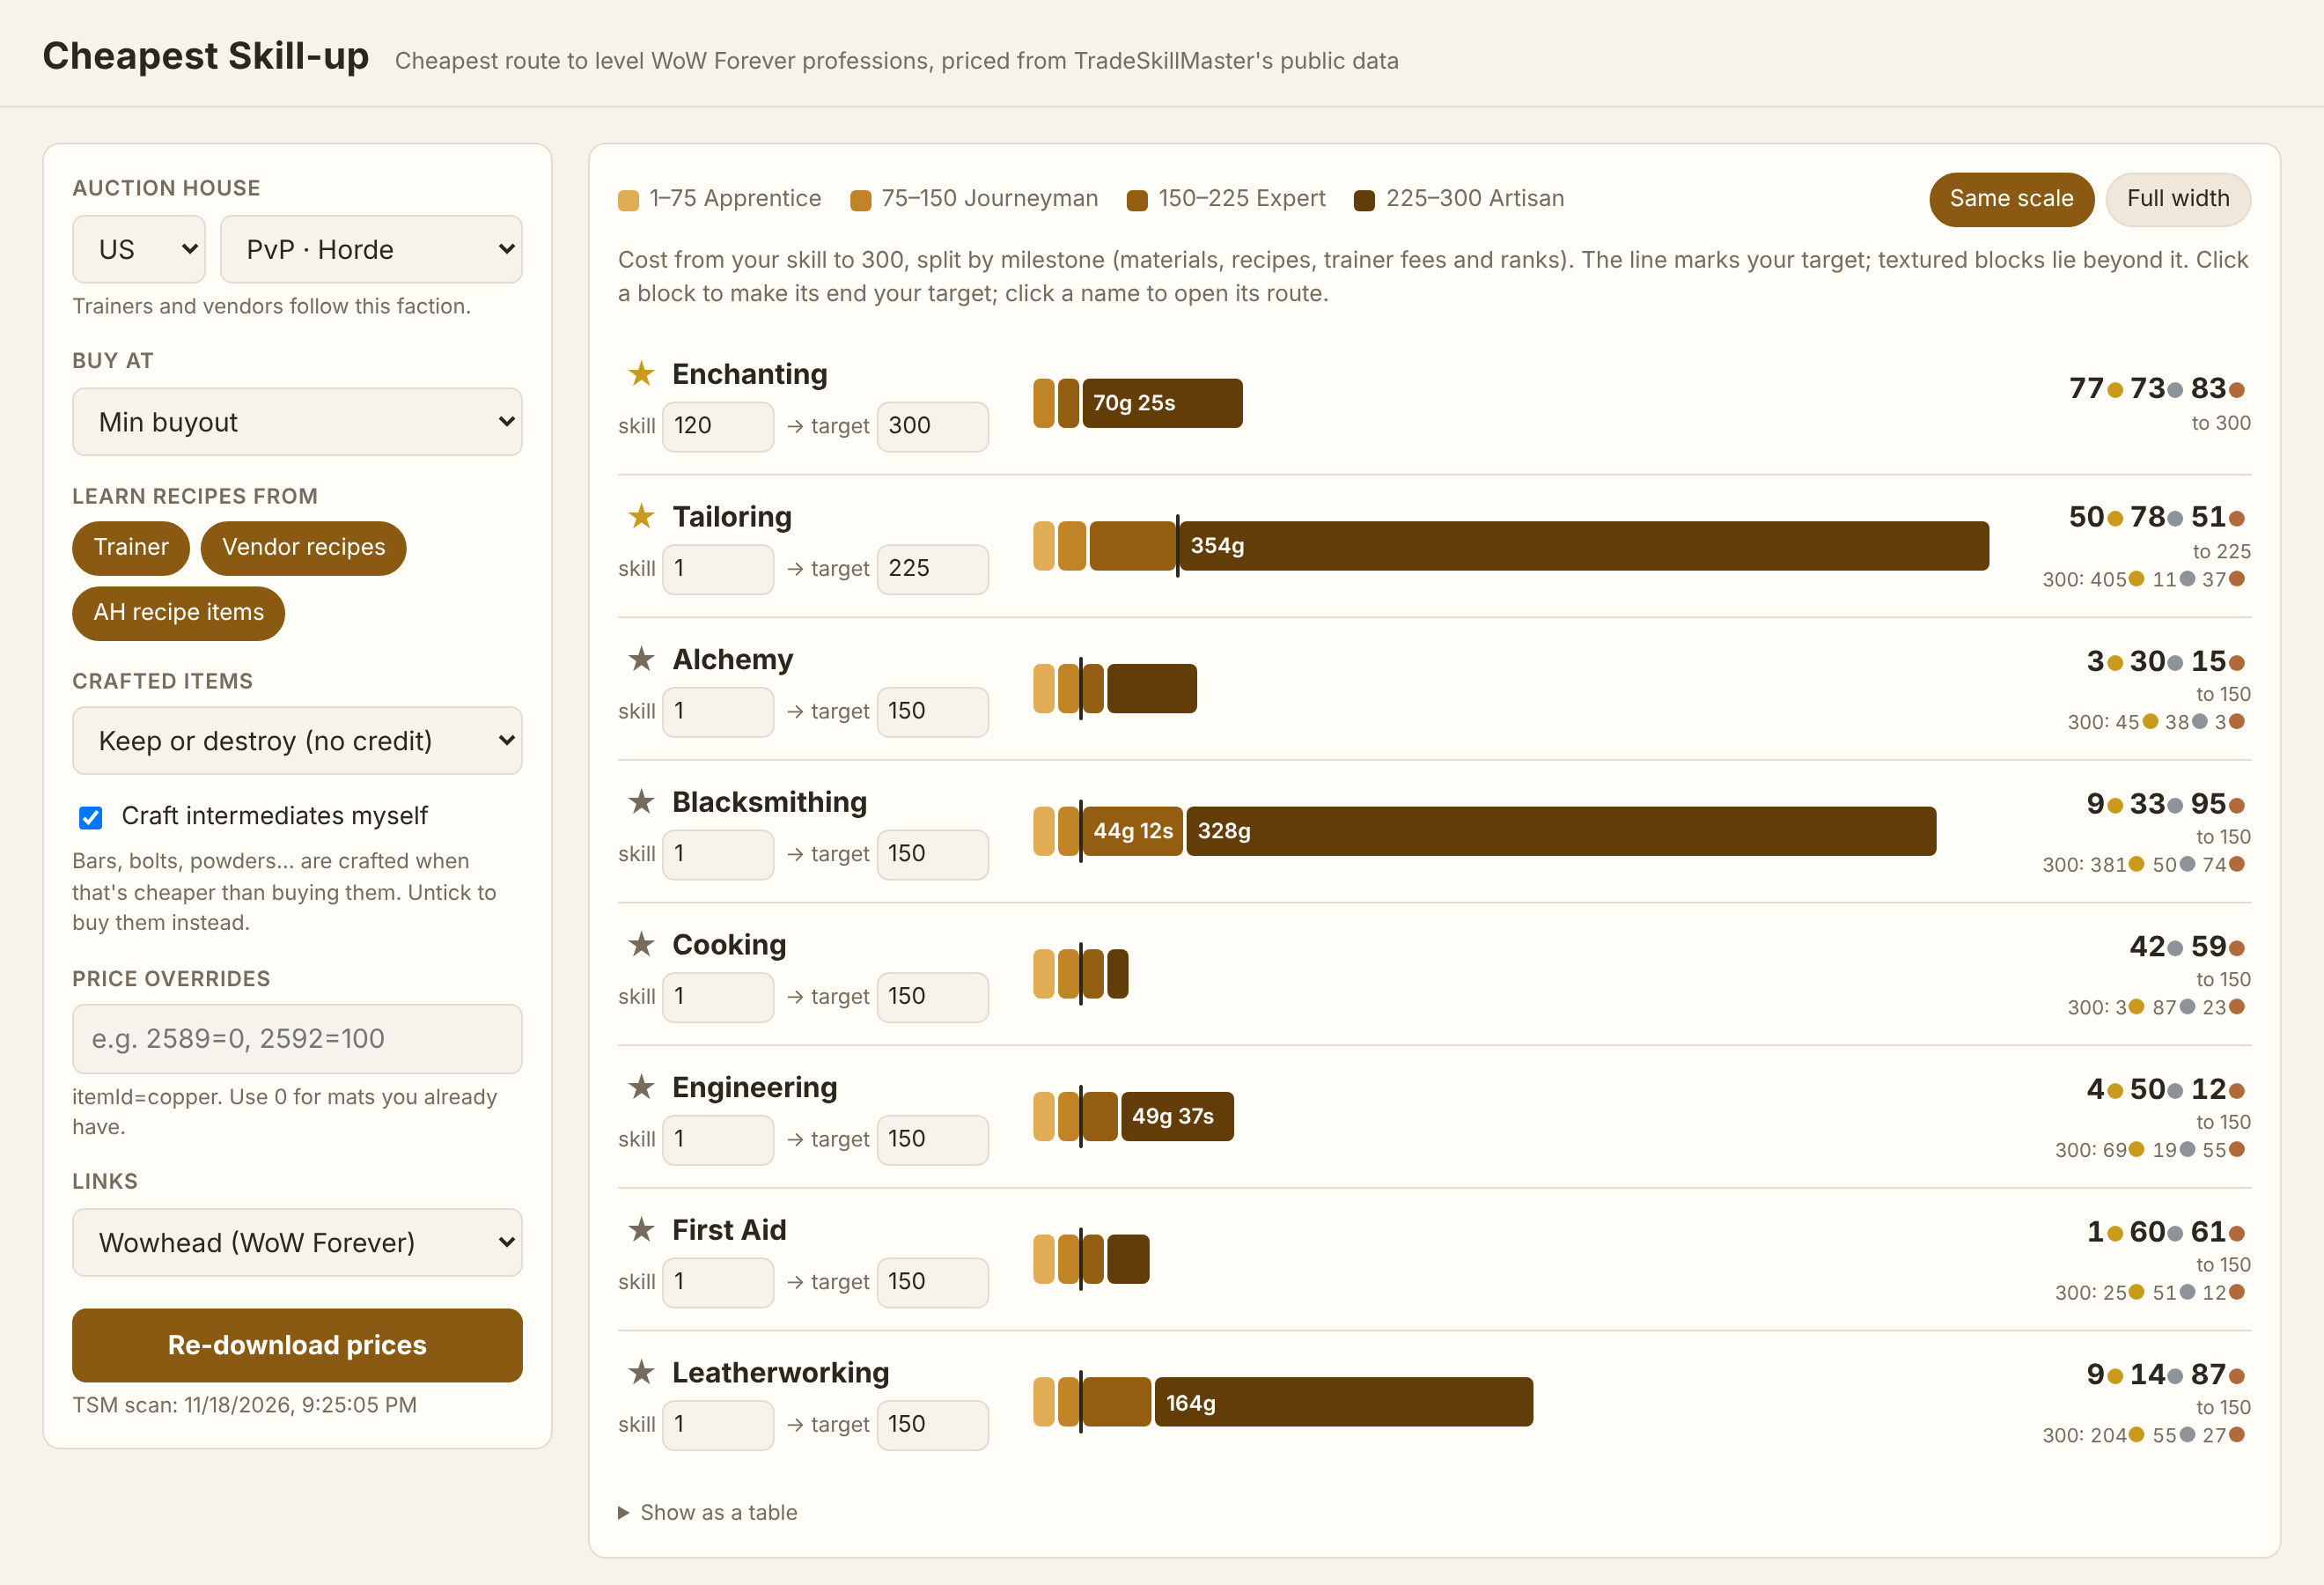 Cheapest Skill-up
Cheapest route to level WoW Forever professions, priced from TradeSkillMaster's public data
AUCTION HOUSE
US
PvP · Horde
Trainers and vendors follow this faction.
BUY AT
Min buyout
LEARN RECIPES FROM
Trainer
Vendor recipes
AH recipe items
CRAFTED ITEMS
Keep or destroy (no credit)
Craft intermediates myself
Bars, bolts, powders... are crafted when
that's cheaper than buying them. Untick to
buy them instead.
PRICE OVERRIDES
e.g. 2589=0, 2592=100
itemId=copper. Use 0 for mats you already
have.
LINKS
Wowhead (WoW Forever)
Re-download prices
TSM scan: 11/18/2026, 9:25:05 PM
1–75 Apprentice
75–150 Journeyman
150–225 Expert
225–300 Artisan
Same scale
Full width
Cost from your skill to 300, split by milestone (materials, recipes, trainer fees and ranks). The line marks your target; textured blocks lie beyond it. Click
a block to make its end your target; click a name to open its route.
★ Enchanting
skill 120 → target 300
70g 25s
77 73 83
to 300
★ Tailoring
skill 1 → target 225
354g
50 78 51
to 225
300: 405 11 37
★ Alchemy
skill 1 → target 150
3 30 15
to 150
300: 45 38 3
★ Blacksmithing
skill 1 → target 150
44g 12s
328g
9 33 95
to 150
300: 381 50 74
★ Cooking
skill 1 → target 150
42 59
to 150
300: 3 87 23
★ Engineering
skill 1 → target 150
49g 37s
4 50 12
to 150
300: 69 19 55
★ First Aid
skill 1 → target 150
1 60 61
to 150
300: 25 51 12
★ Leatherworking
skill 1 → target 150
164g
9 14 87
to 150
300: 204 55 27
▶ Show as a table